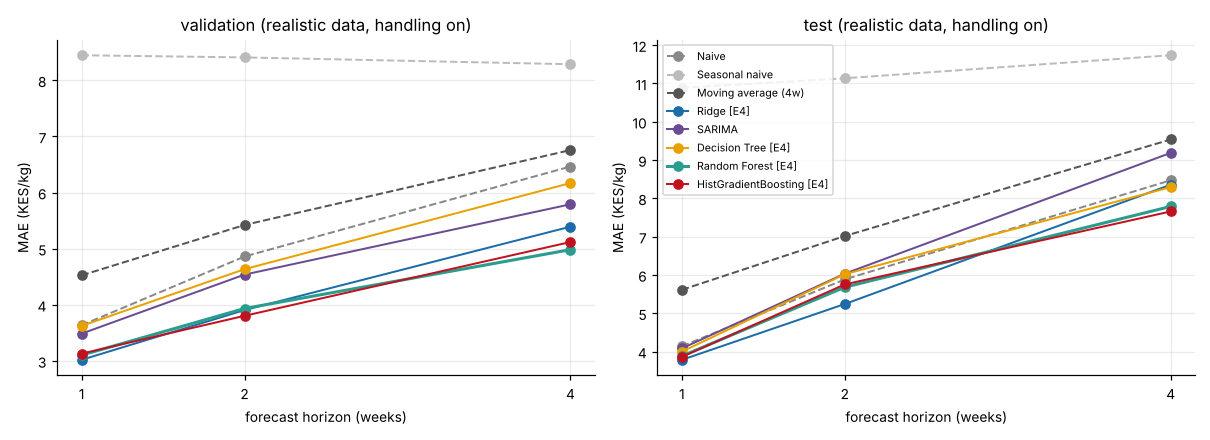 validation (realistic data, handling on)
MAE (KES/kg)
8
7
6
5
4
3
1
2
4
forecast horizon (weeks)
test (realistic data, handling on)
MAE (KES/kg)
12
11
10
9
8
7
6
5
4
Naive
Seasonal naive
Moving average (4w)
Ridge [E4]
SARIMA
Decision Tree [E4]
Random Forest [E4]
HistGradientBoosting [E4]
1
2
4
forecast horizon (weeks)